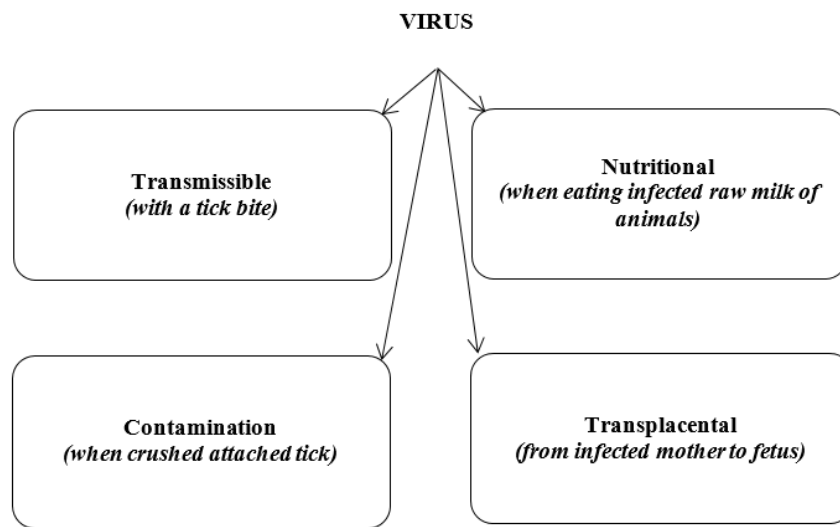 VIRUS
Transmissible
(with a tick bite)
Nutritional
(when eating infected raw milk of
animals)
Contamination
(when crushed attached tick)
Transplacental
(from infected mother to fetus)